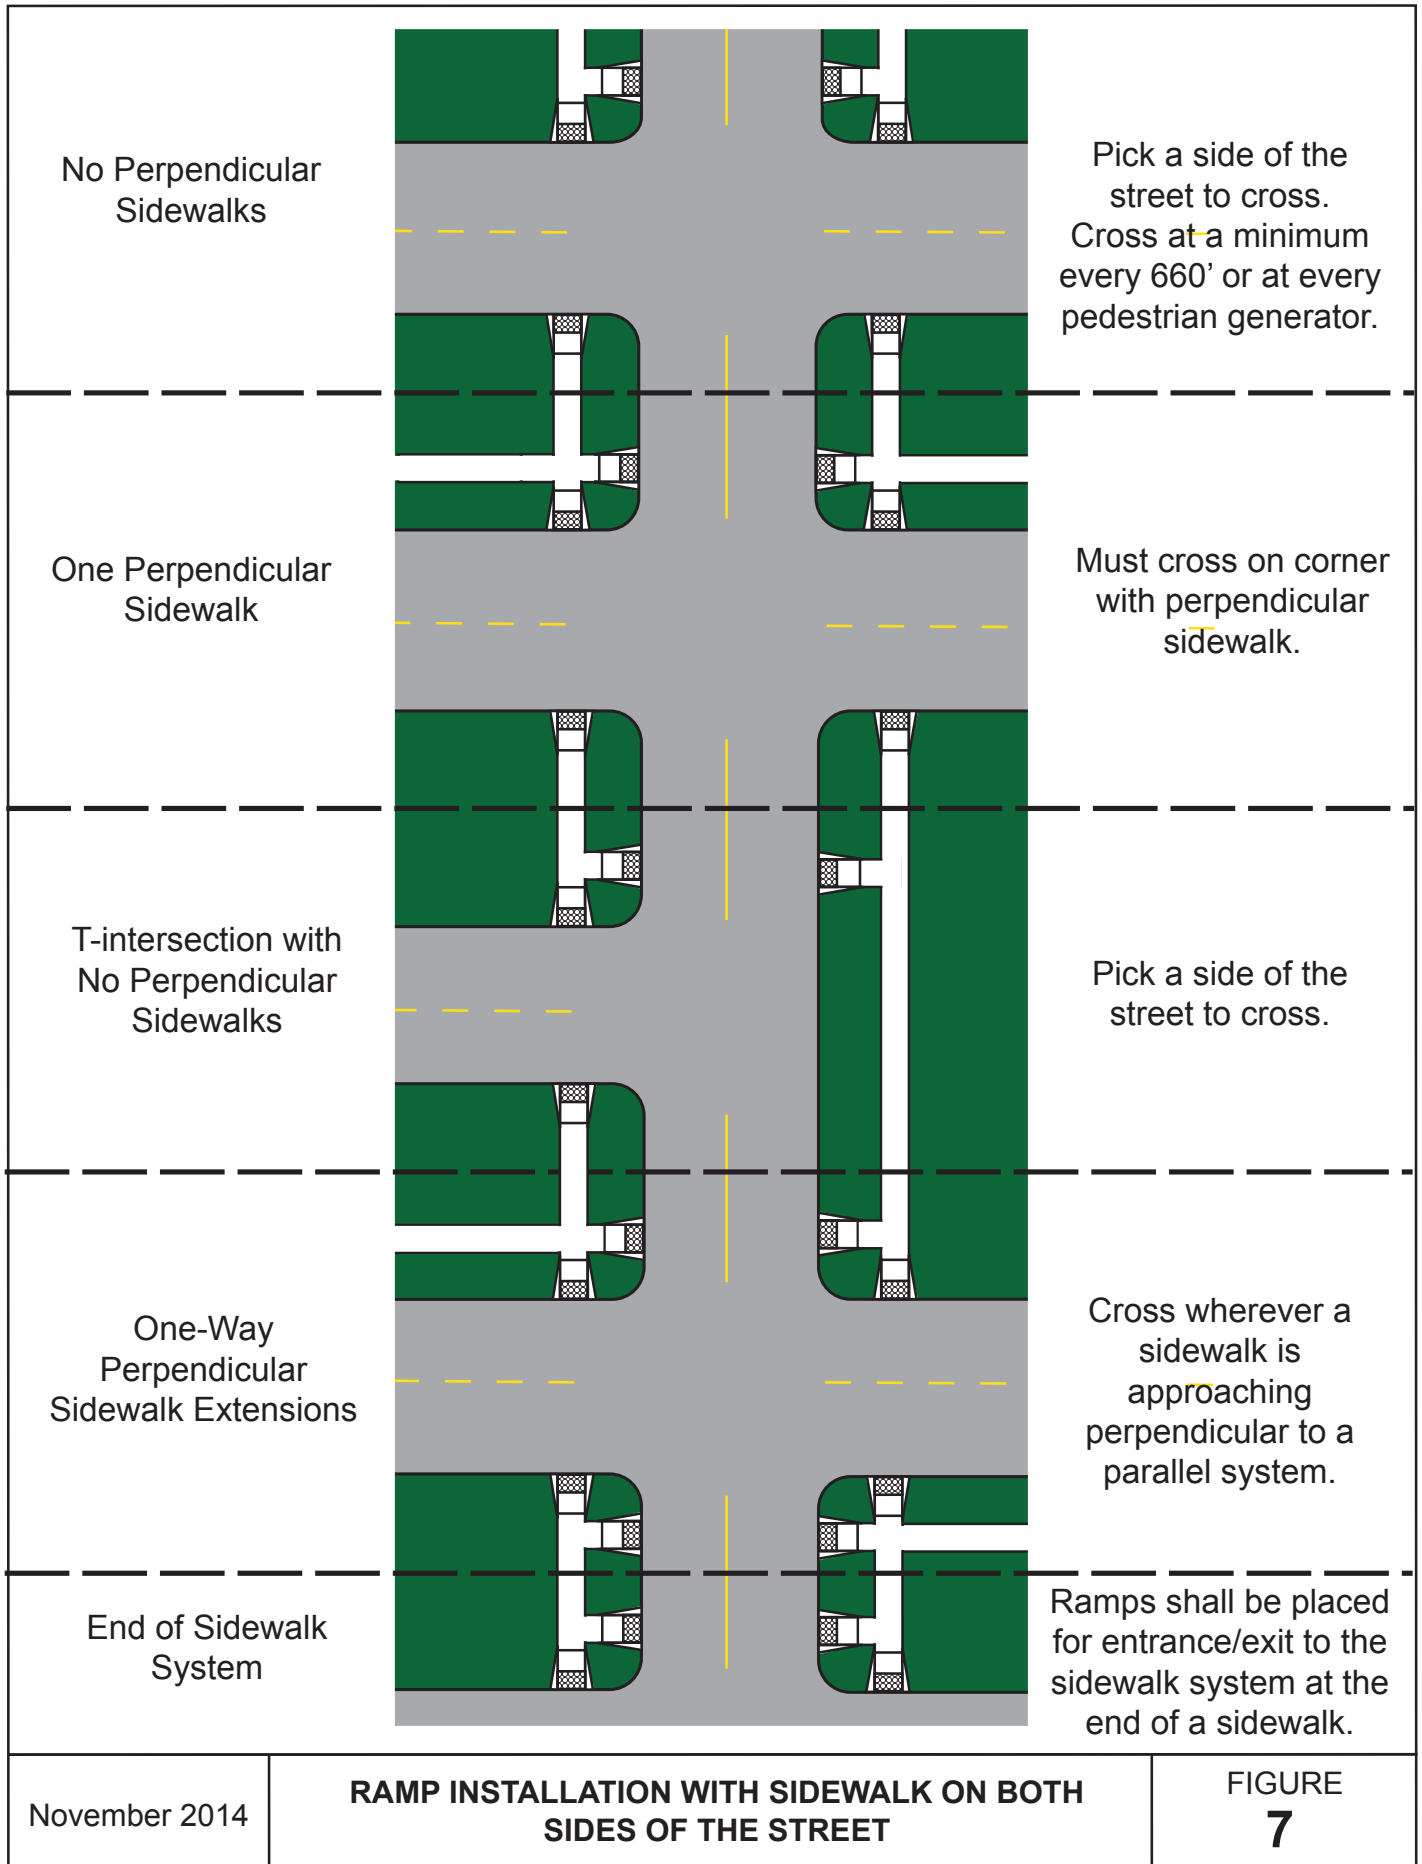 No Perpendicular
Sidewalks
Pick a side of the
street to cross.
Cross at a minimum
every 660’ or at every
pedestrian generator.
One Perpendicular
Sidewalk
Must cross on corner
with perpendicular
sidewalk.
T-intersection with
No Perpendicular
Sidewalks
Pick a side of the
street to cross.
One-Way
Perpendicular
Sidewalk Extensions
Cross wherever a
sidewalk is
approaching
perpendicular to a
parallel system.
End of Sidewalk
System
Ramps shall be placed
for entrance/exit to the
sidewalk system at the
end of a sidewalk.
November 2014
RAMP INSTALLATION WITH SIDEWALK ON BOTH
SIDES OF THE STREET
FIGURE
7